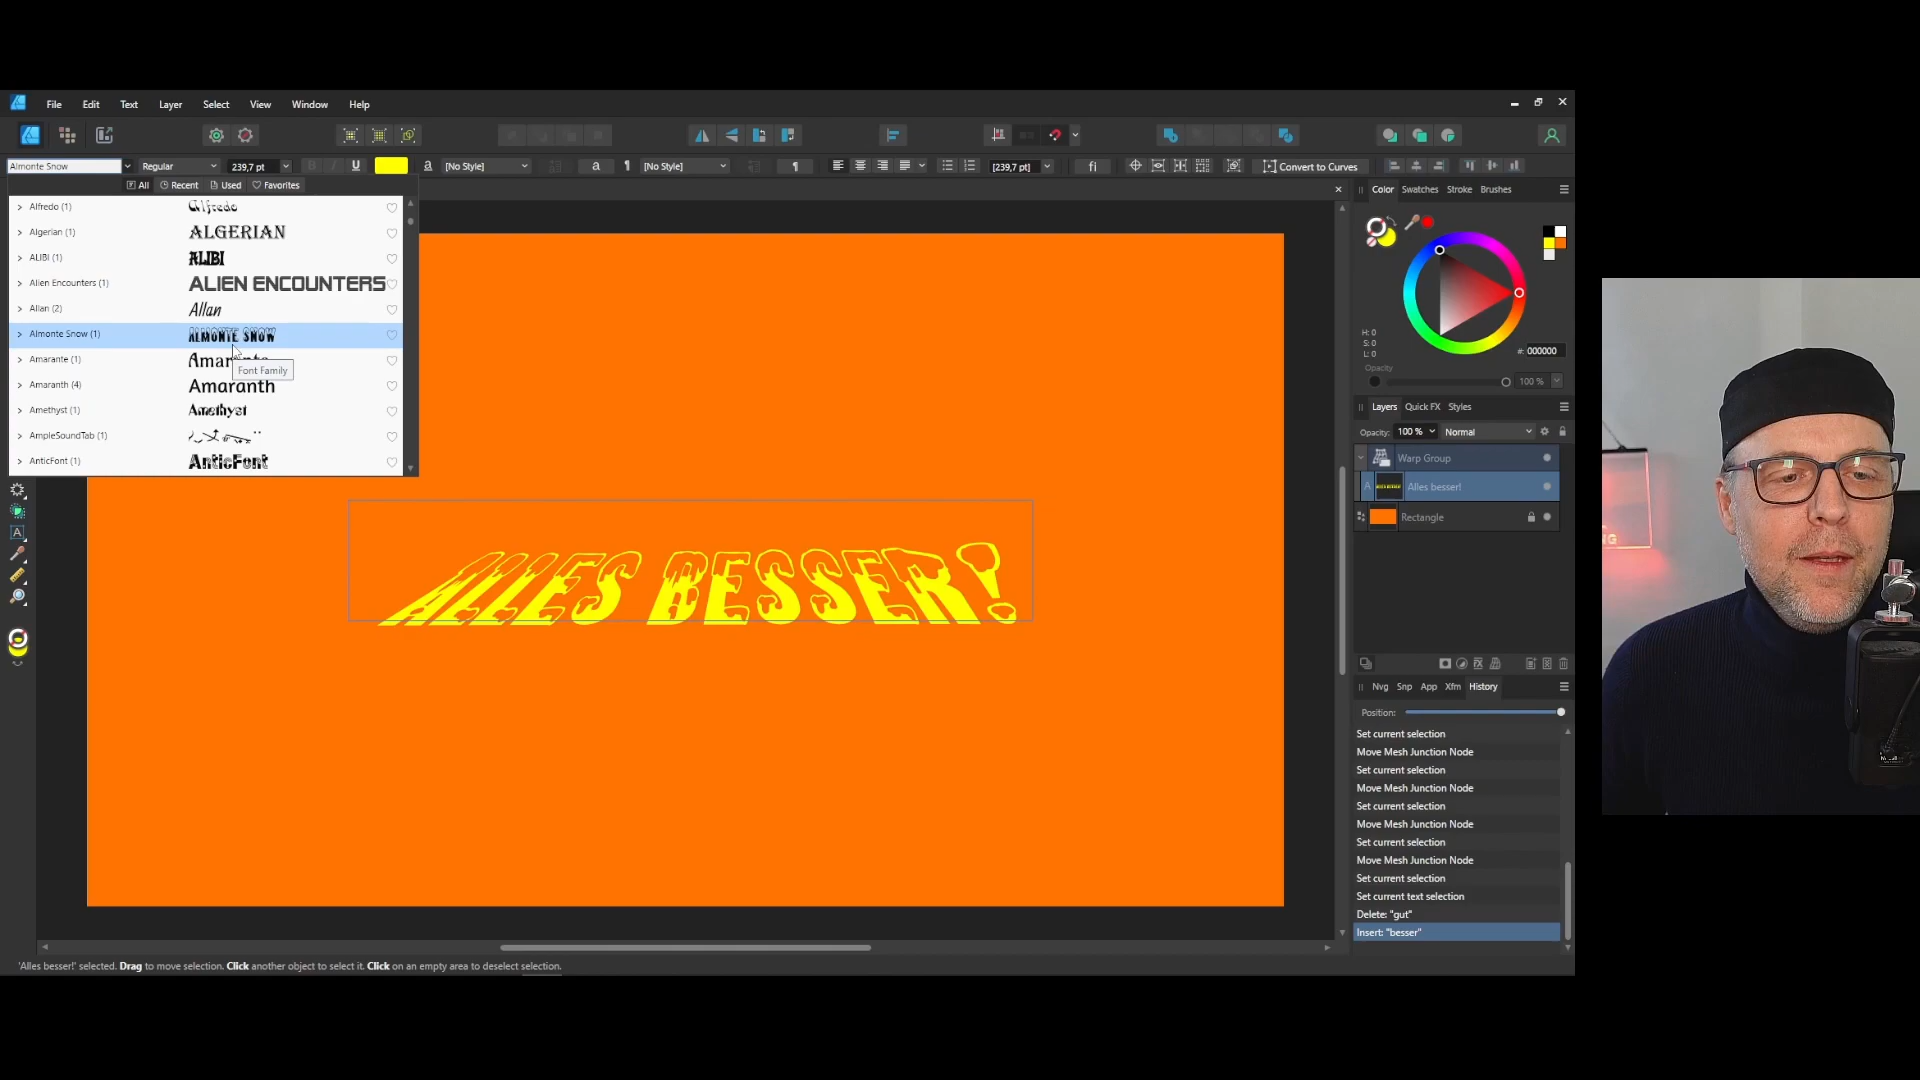 File Edit Text Layer Select View Window Help
Almonte Snow Regular 239,7 pt B I U a [No Style] a ¶ [No Style] ¶ [239,7 pt] fi Convert to Curves
All Recent Used Favorites
Alfredo (1) Alfredo
Algerian (1) ALGERIAN
ALIBI (1) ALIBI
Alien Encounters (1) ALIEN ENCOUNTERS
Allan (2) Allan
Almonte Snow (1) ALMONTE SNOW
Amarante (1)
Font Family
Amaranth (4) Amaranth
Amethyst (1) Amethyst
AmpleSoundTab (1)
AnticFont (1) AnticFont
ALLES BESSER!
Color Swatches Stroke Brushes
H: 0
S: 0
L: 0
#: 000000
Opacity
100 %
Layers Quick FX Styles
Opacity: 100 % Normal
Warp Group
A Alles besser!
Rectangle
Nvg Snp App Xfm History
Position:
Set current selection
Move Mesh Junction Node
Set current selection
Move Mesh Junction Node
Set current selection
Move Mesh Junction Node
Set current selection
Move Mesh Junction Node
Set current selection
Set current text selection
Delete: "gut"
Insert: "besser"
'Alles besser!' selected. Drag to move selection. Click another object to select it. Click on an empty area to deselect selection.